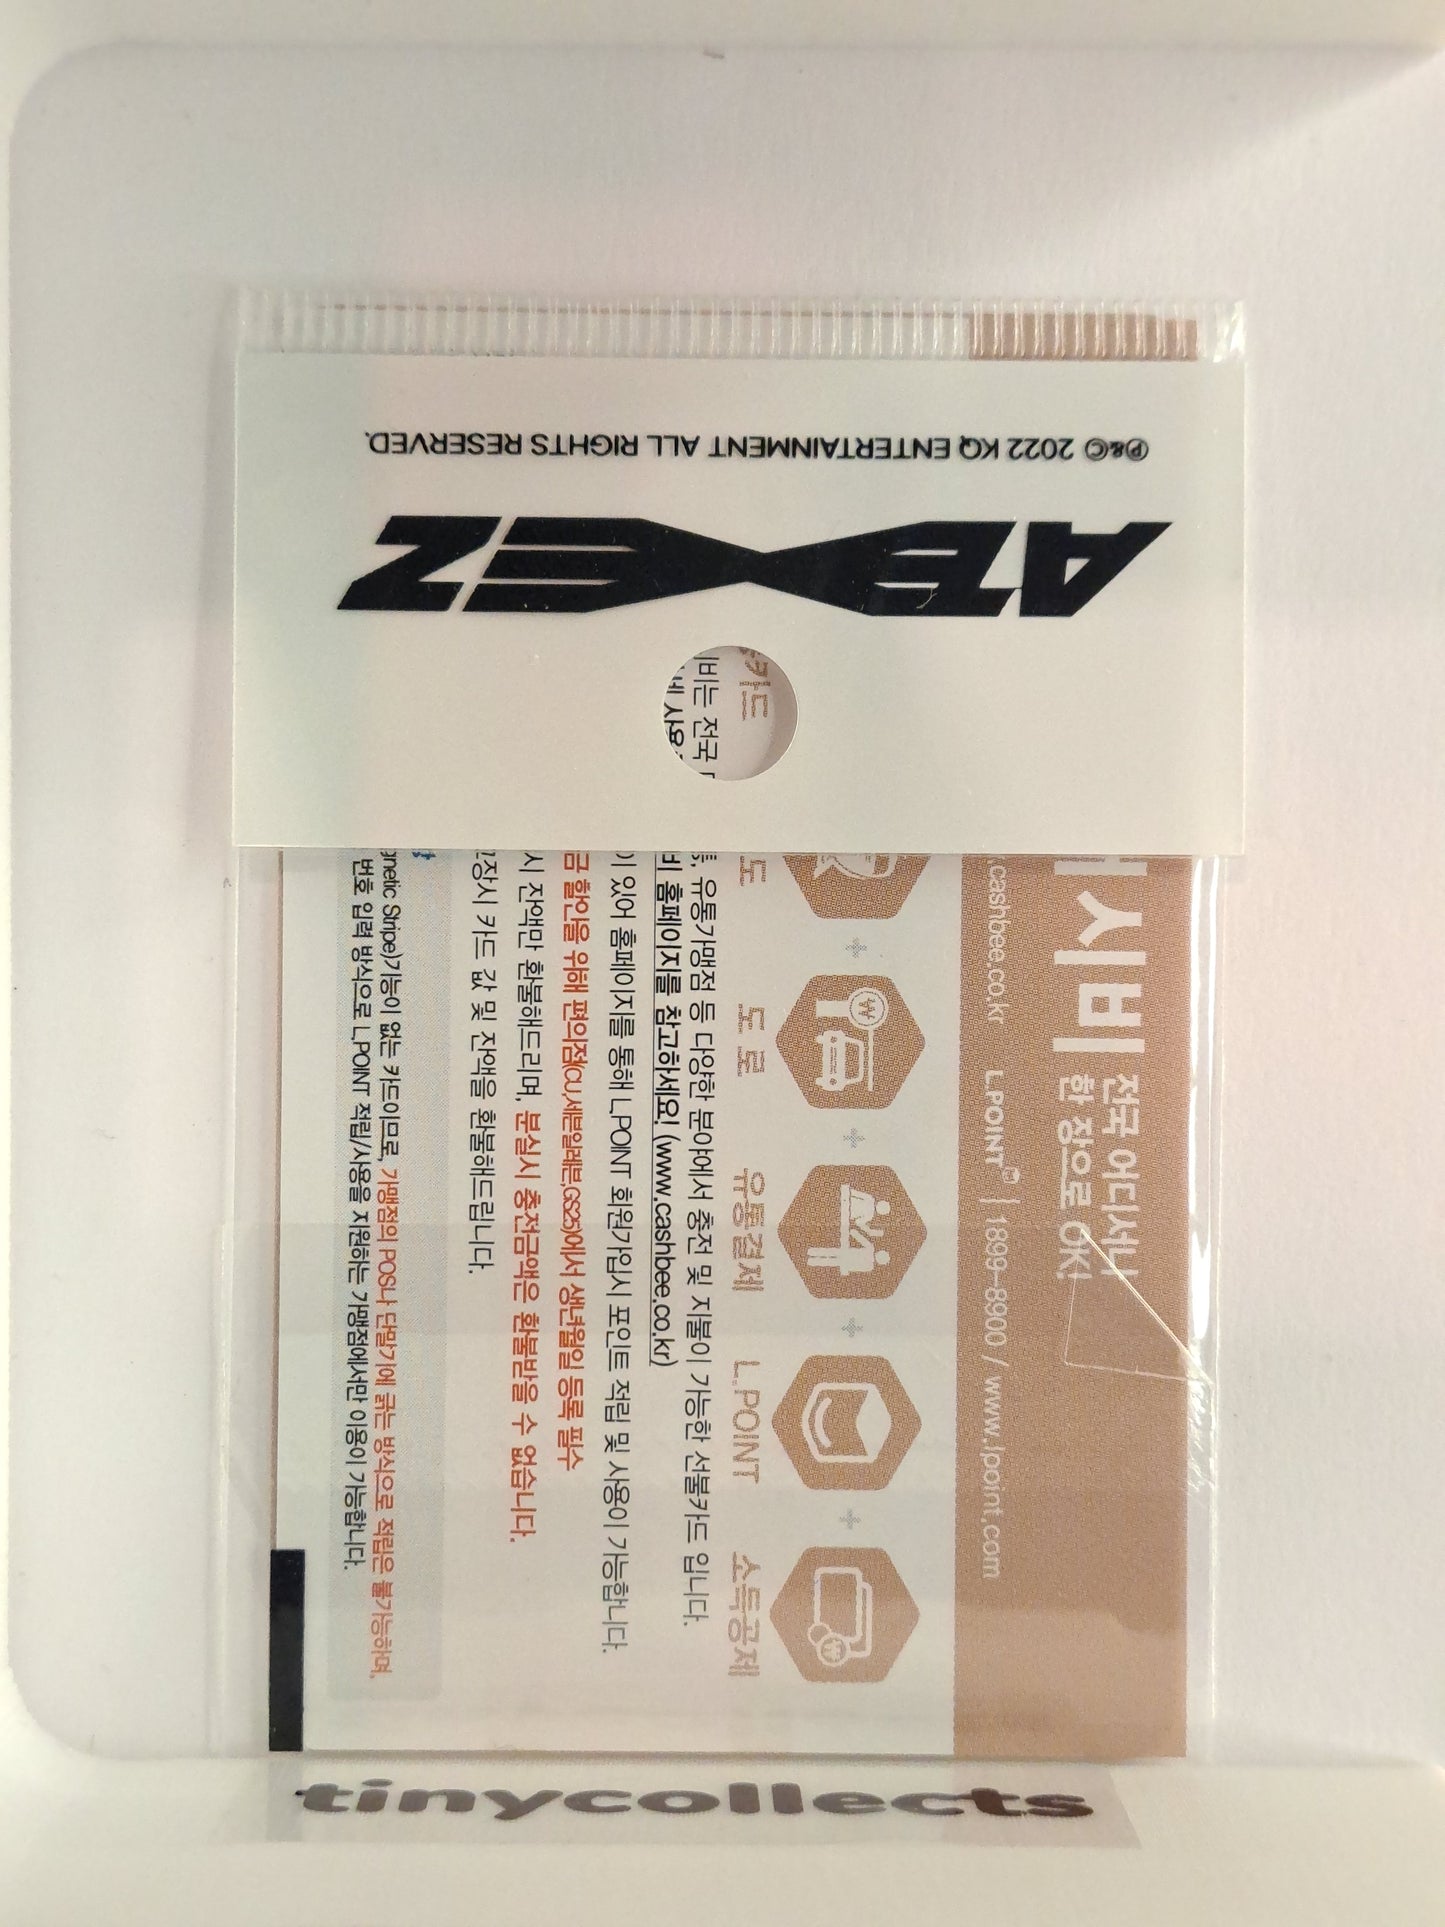 Ⓟ&© 2022 KQ ENTERTAINMENT ALL RIGHTS RESERVED.
ATEEZ
시비
전국 어디서나
한 장으로 OK!
.cashbee.co.kr
L.POINT | 1899-8900 / www.lpoint.com
도
+
도 로
+
유통결제
+
L.POINT
+
소득공제
카드
비는 전국
, 유통가맹점 등 다양한 분야에서 충전 및 지불이 가능한 선불카드 입니다.
사용
비 홈페이지를 참고하세요! (www.cashbee.co.kr)
이 있어 홈페이지를 통해 L.POINT 회원가입시 포인트 적립 및 사용이 가능합니다.
금 할인을 위해 편의점(CU,세븐일레븐,GS25)에서 생년월일 등록 필수
시 잔액만 환불해드리며, 분실시 충전금액은 환불받을 수 없습니다.
장시 카드 값 및 잔액을 환불해드립니다.
gnetic Stripe)기능이 없는 카드이므로, 가맹점의 POS나 단말기에 긁는 방식으로 적립은 불가능하며,
번호 입력 방식으로 L.POINT 적립/사용을 지원하는 가맹점에서만 이용이 가능합니다.
tinycollects